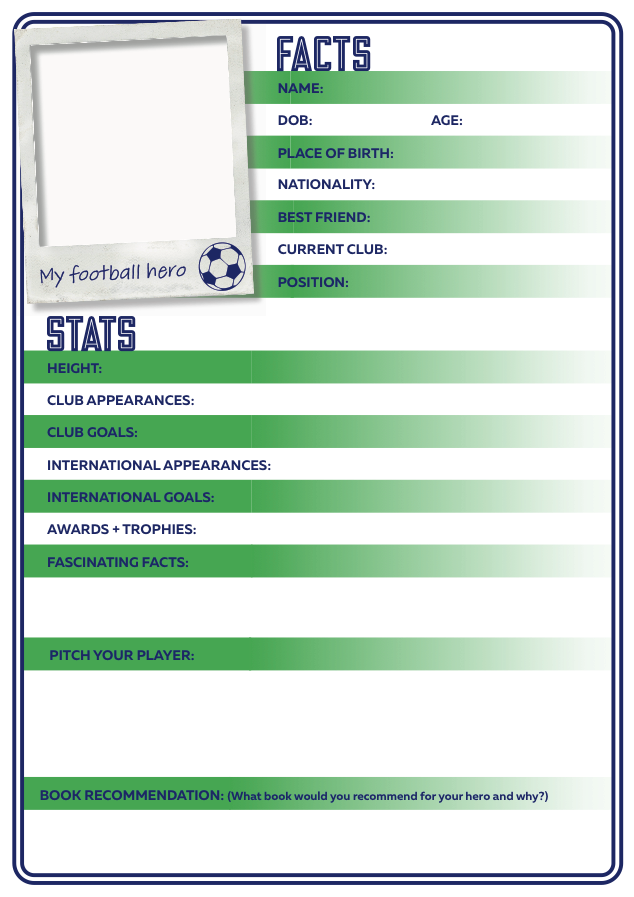 FACTS
NAME:
DOB: AGE:
PLACE OF BIRTH:
NATIONALITY:
BEST FRIEND:
CURRENT CLUB:
POSITION:
My football hero
STATS
HEIGHT:
CLUB APPEARANCES:
CLUB GOALS:
INTERNATIONAL APPEARANCES:
INTERNATIONAL GOALS:
AWARDS + TROPHIES:
FASCINATING FACTS:
PITCH YOUR PLAYER:
BOOK RECOMMENDATION: (What book would you recommend for your hero and why?)